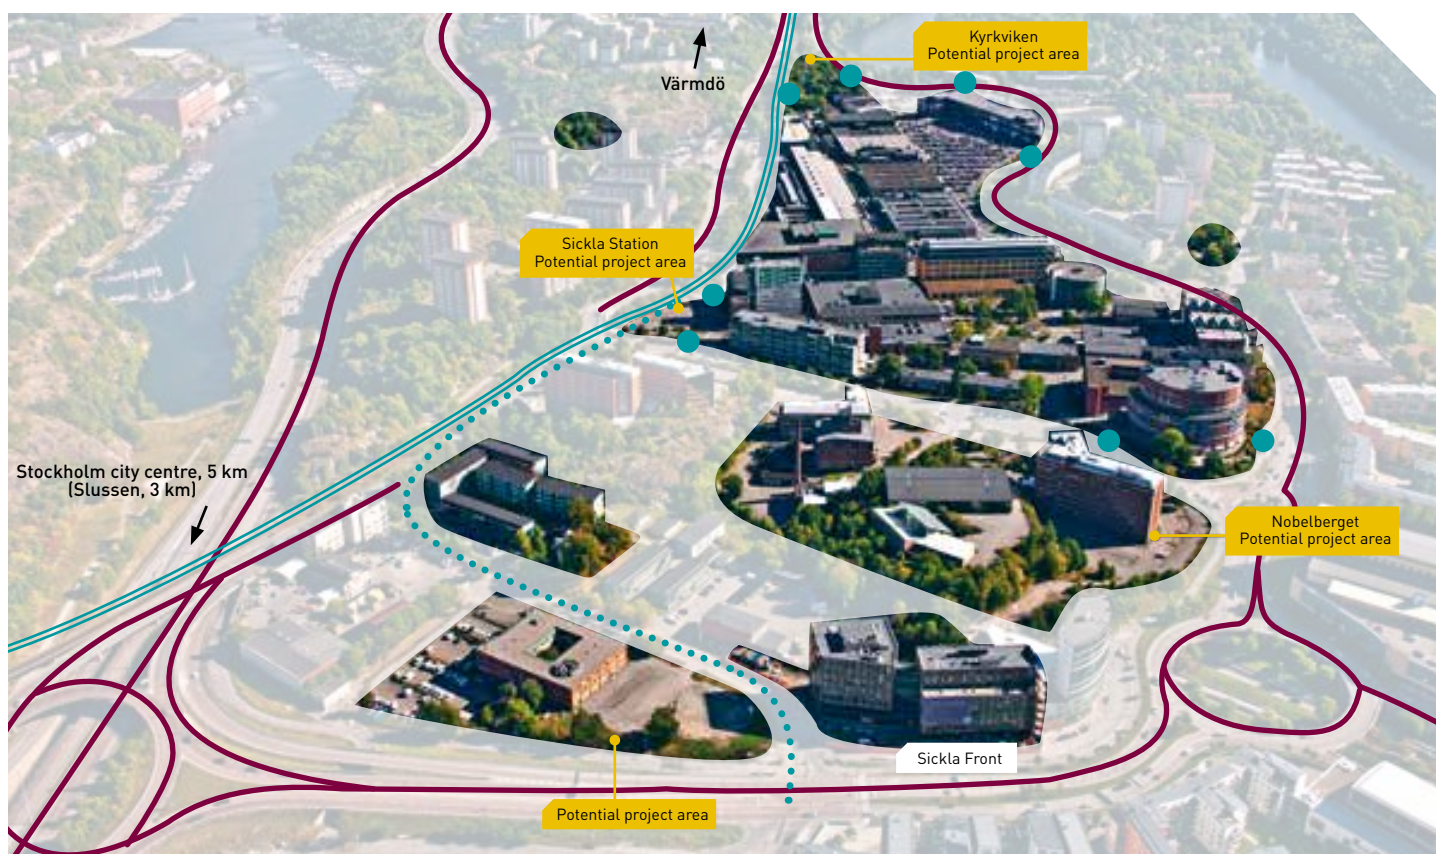 Kyrkviken
Potential project area
Värmdö
Sickla Station
Potential project area
Stockholm city centre, 5 km
(Slussen, 3 km)
Nobelberget
Potential project area
Sickla Front
Potential project area